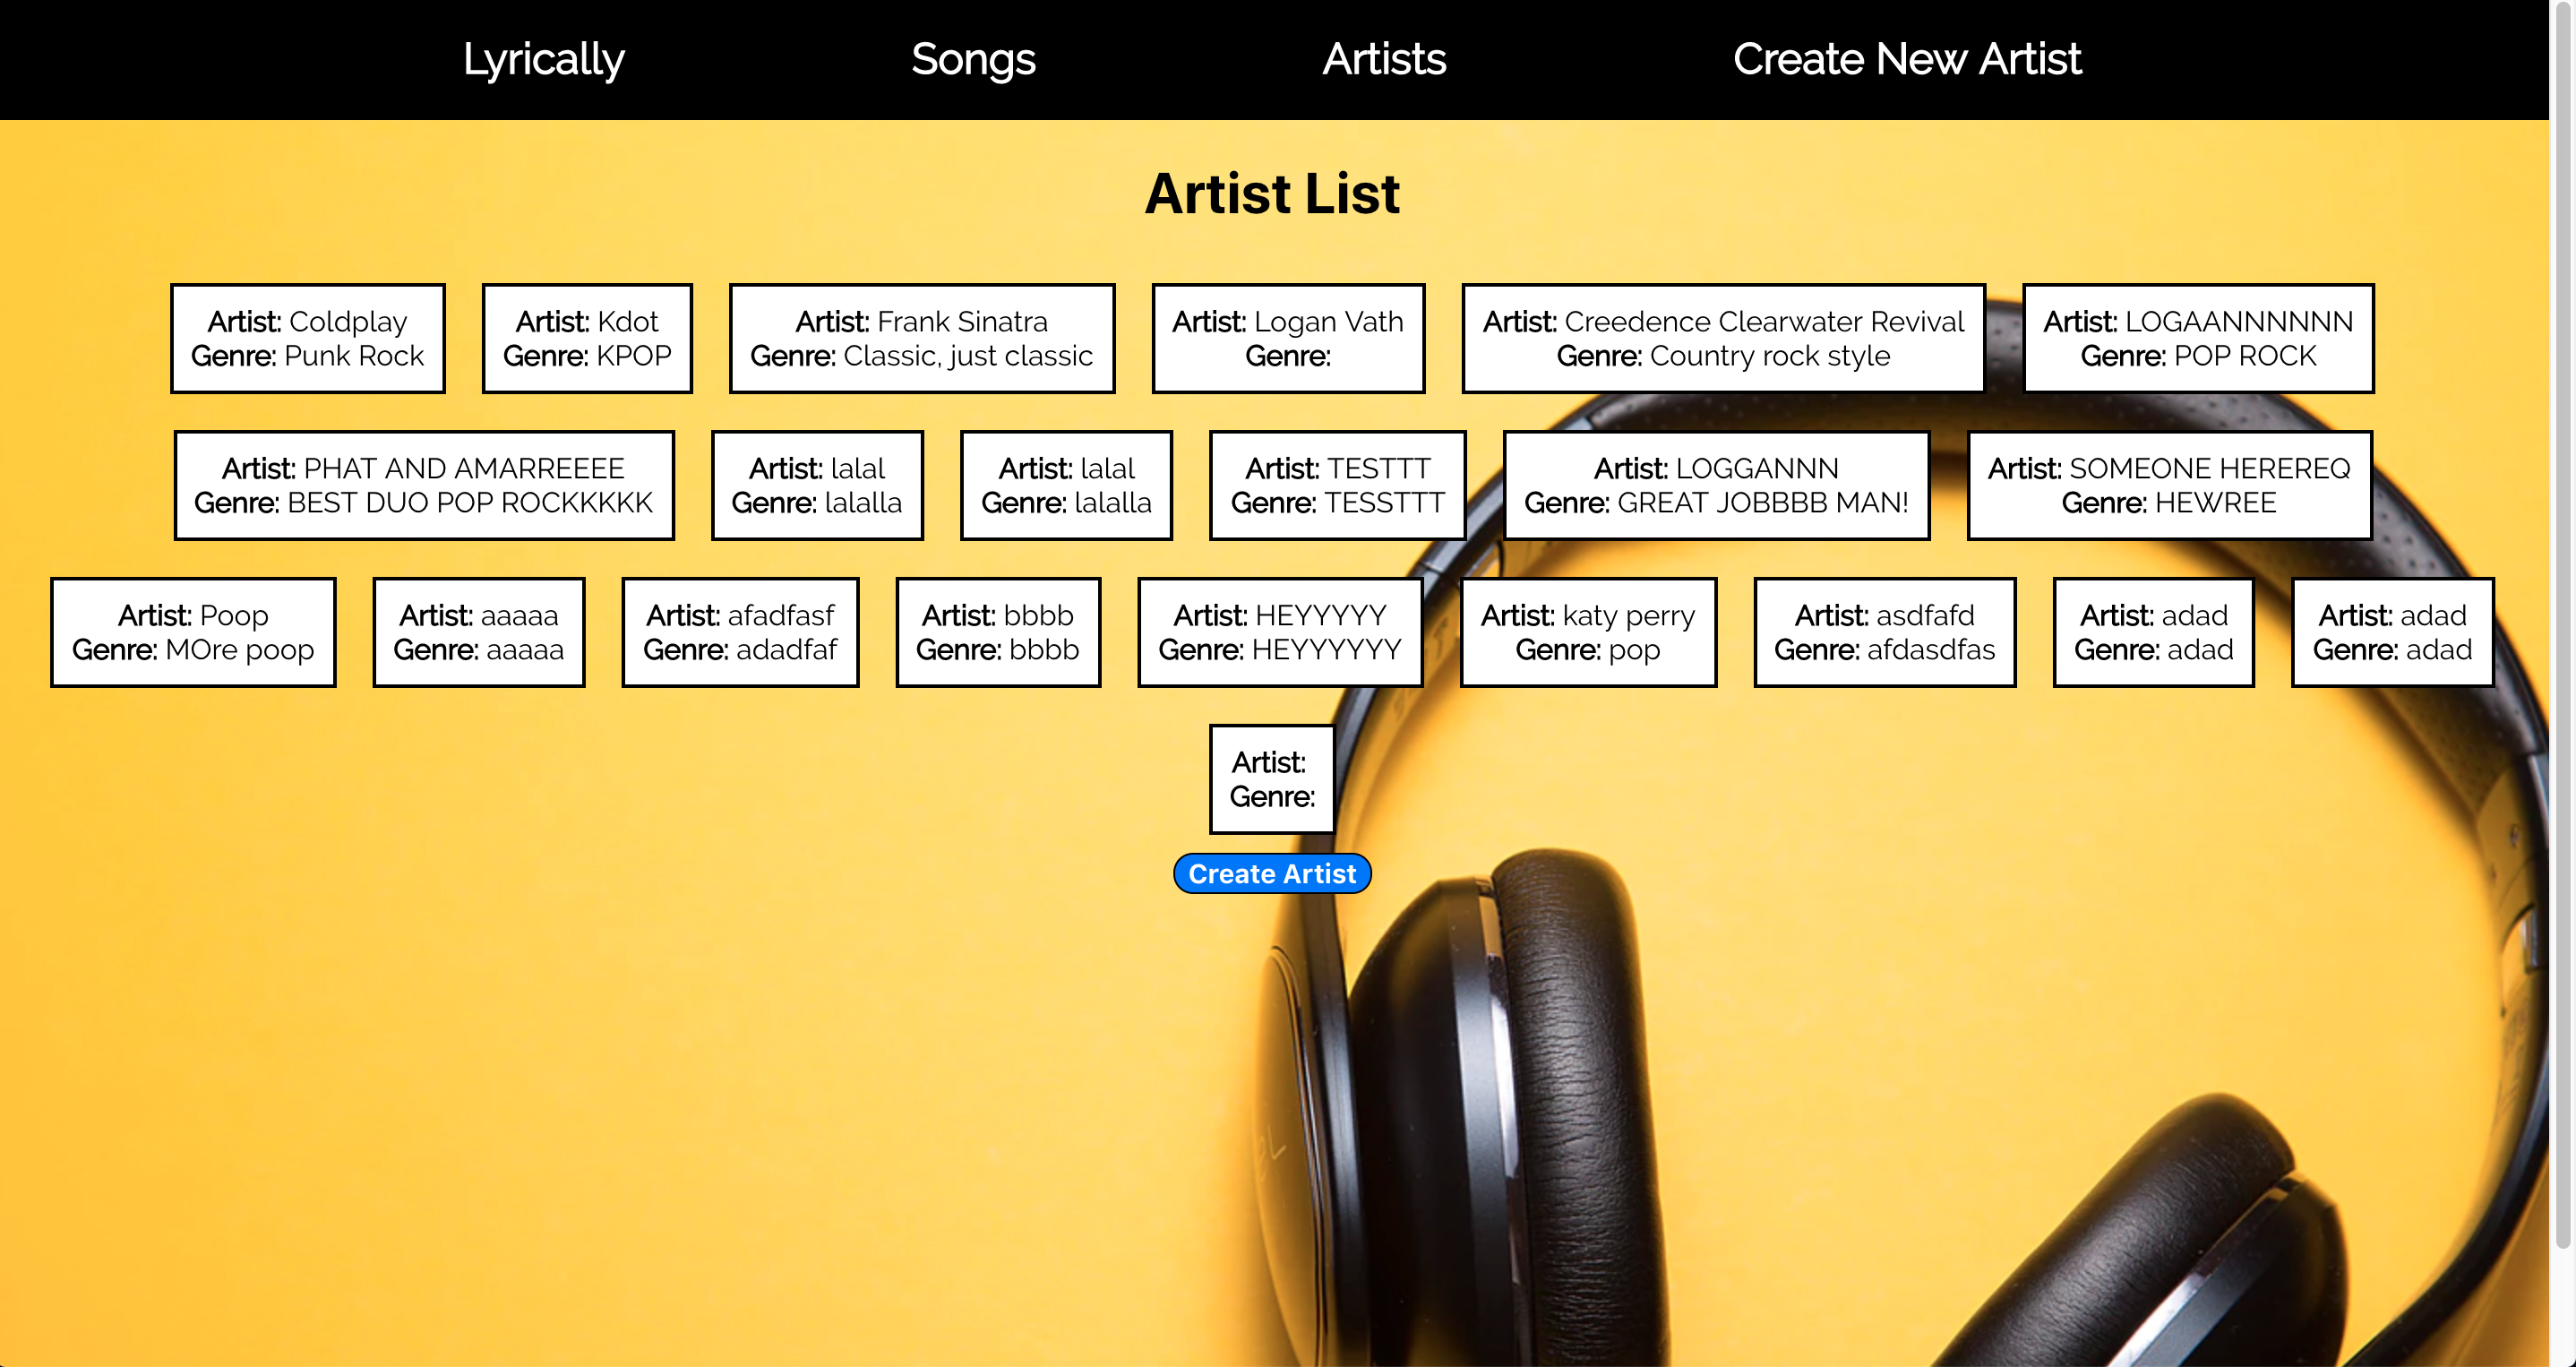 Lyrically Songs Artists Create New Artist
Artist List
Artist: Coldplay
Genre: Punk Rock
Artist: Kdot
Genre: KPOP
Artist: Frank Sinatra
Genre: Classic, just classic
Artist: Logan Vath
Genre:
Artist: Creedence Clearwater Revival
Genre: Country rock style
Artist: LOGAANNNNNN
Genre: POP ROCK
Artist: PHAT AND AMARREEEE
Genre: BEST DUO POP ROCKKKKK
Artist: lalal
Genre: lalalla
Artist: lalal
Genre: lalalla
Artist: TESTTT
Genre: TESSTTT
Artist: LOGGANNN
Genre: GREAT JOBBBB MAN!
Artist: SOMEONE HEREREQ
Genre: HEWREE
Artist: Poop
Genre: MOre poop
Artist: aaaaa
Genre: aaaaa
Artist: afadfasf
Genre: adadfaf
Artist: bbbb
Genre: bbbb
Artist: HEYYYYY
Genre: HEYYYYYY
Artist: katy perry
Genre: pop
Artist: asdfafd
Genre: afdasdfas
Artist: adad
Genre: adad
Artist: adad
Genre: adad
Artist:
Genre:
Create Artist